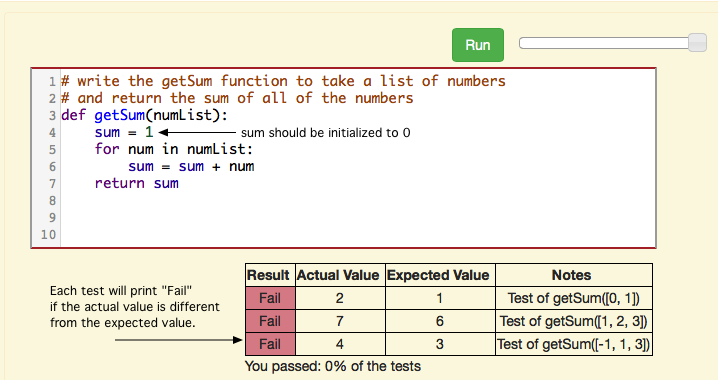 Run
1 # write the getSum function to take a list of numbers
2 # and return the sum of all of the numbers
3 def getSum(numList):
4     sum = 1 sum should be initialized to 0
5     for num in numList:
6         sum = sum + num
7     return sum
8
9
10
Each test will print "Fail"
if the actual value is different
from the expected value.
Result Actual Value Expected Value Notes
Fail 2 1 Test of getSum([0, 1])
Fail 7 6 Test of getSum([1, 2, 3])
Fail 4 3 Test of getSum([-1, 1, 3])
You passed: 0% of the tests